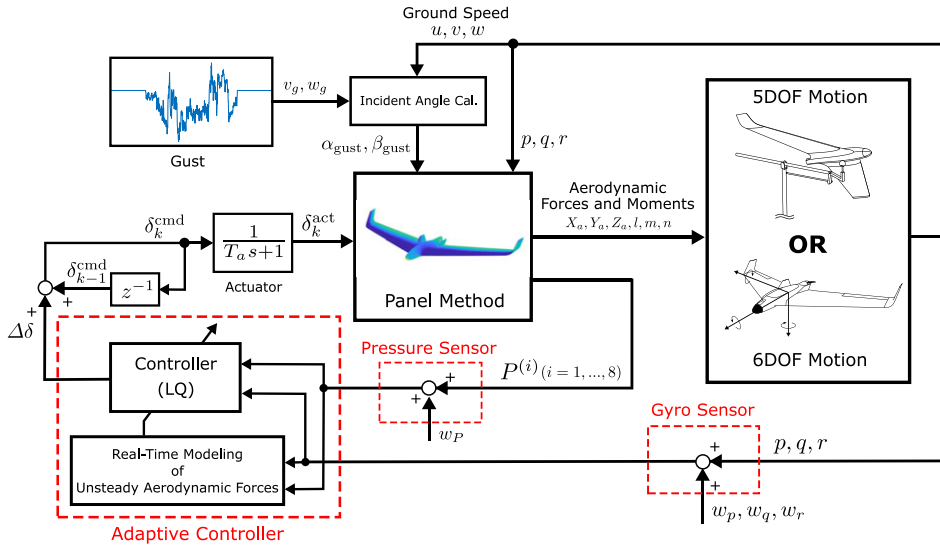 Ground Speed
u, v, w
v_g, w_g
Incident Angle Cal.
Gust
α_gust, β_gust
p, q, r
5DOF Motion
OR
6DOF Motion
Aerodynamic
Forces and Moments
X_a, Y_a, Z_a, l, m, n
Panel Method
δ_k^cmd
1
T_a s+1
Actuator
δ_k^act
δ_{k-1}^cmd
z^{-1}
+
+
Δδ
Controller
(LQ)
Real-Time Modeling
of
Unsteady Aerodynamic Forces
Adaptive Controller
Pressure Sensor
+
+
w_P
P^{(i)} (i = 1, ..., 8)
Gyro Sensor
+
+
p, q, r
w_p, w_q, w_r